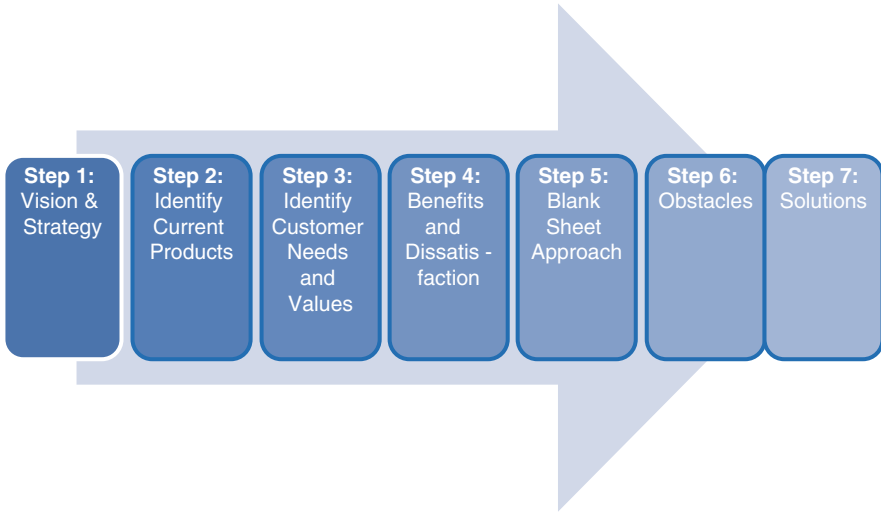 Step 1:
Vision &
Strategy
Step 2:
Identify
Current
Products
Step 3:
Identify
Customer
Needs
and
Values
Step 4:
Benefits
and
Dissatis -
faction
Step 5:
Blank
Sheet
Approach
Step 6:
Obstacles
Step 7:
Solutions